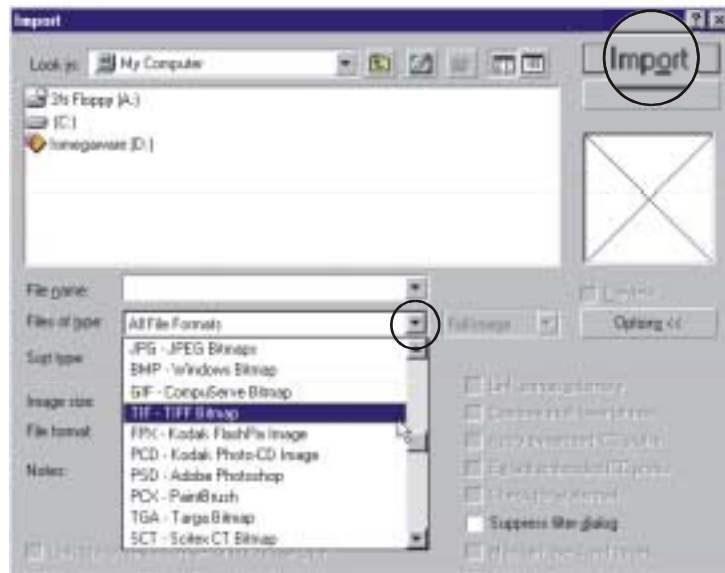 Import
Look in: My Computer
Import
3½ Floppy (A:)
(C:)
Iomegaware (D:)
File name:
Files of type: All File Formats
Full Image
Options <<
Sort type:
JPG - JPEG Bitmaps
BMP - Windows Bitmap
GIF - CompuServe Bitmap
Image size:
TIF - TIFF Bitmap
File format:
FPX - Kodak FlashPix Image
PCD - Kodak Photo-CD Image
Notes:
PSD - Adobe Photoshop
PCX - PaintBrush
TGA - Targa Bitmap
Suppress filter dialog
SCT - Scitex CT Bitmap